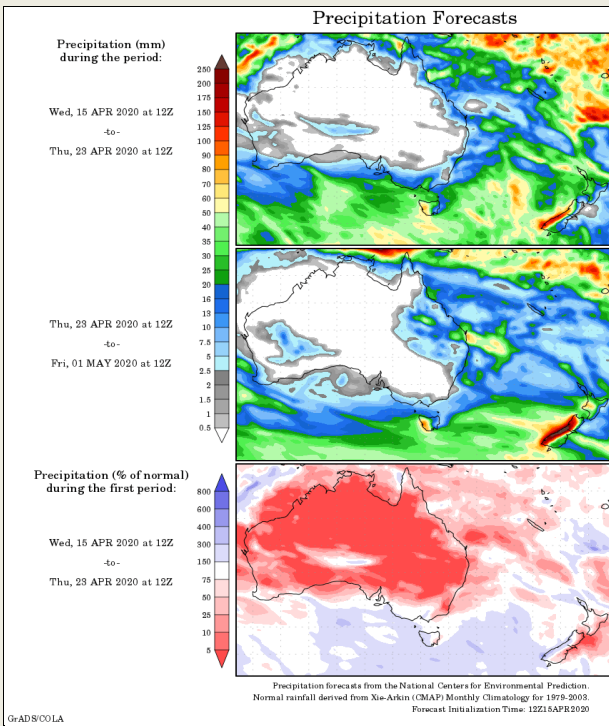 Precipitation Forecasts
Precipitation (mm)
during the period:
Wed, 15 APR 2020 at 12Z
-to-
Thu, 23 APR 2020 at 12Z
250
200
175
150
125
100
90
80
70
60
50
40
35
30
25
20
16
13
10
7.5
5
2.5
2
1.5
1
0.5
Thu, 23 APR 2020 at 12Z
-to-
Fri, 01 MAY 2020 at 12Z
Precipitation (% of normal)
during the first period:
Wed, 15 APR 2020 at 12Z
-to-
Thu, 23 APR 2020 at 12Z
800
600
400
300
150
75
50
25
10
5
Precipitation forecasts from the National Centers for Environmental Prediction.
Normal rainfall derived from Xie-Arkin (CMAP) Monthly Climatology for 1979-2003.
Forecast Initialization Time: 12Z15APR2020
GrADS/COLA